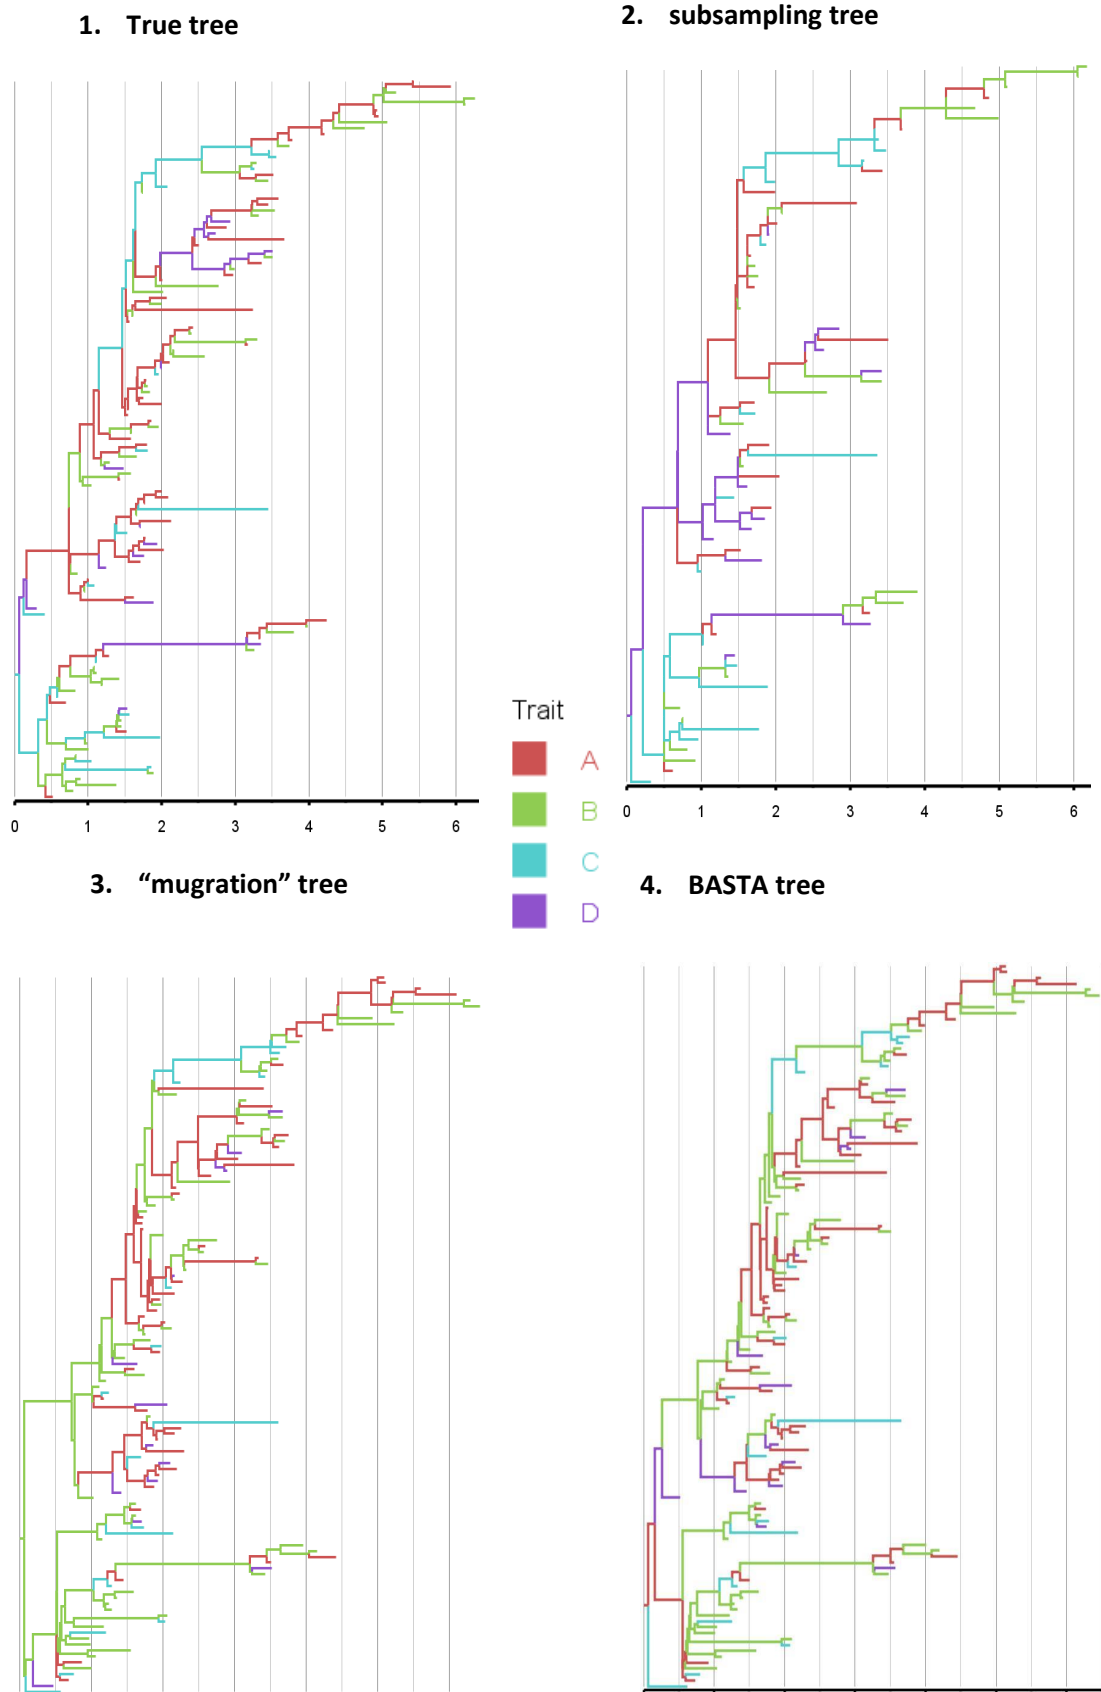 1. True tree
2. subsampling tree
0 1 2 3 4 5 6
0 1 2 3 4 5 6
Trait
A
B
C
D
3. “mugration” tree
4. BASTA tree